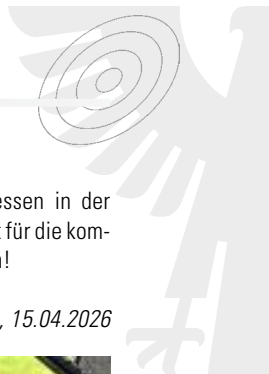 essen in der
für die kom-
!
, 15.04.2026